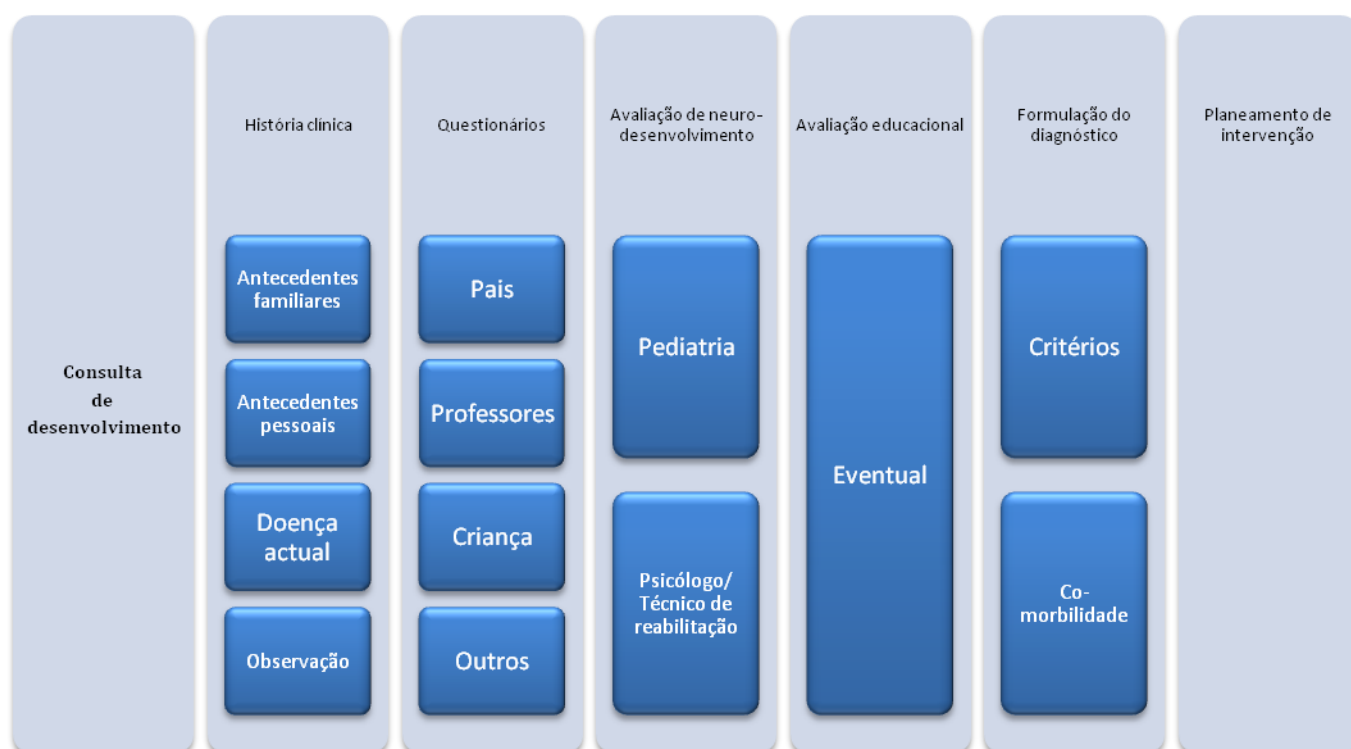 Consulta
de
desenvolvimento
História clínica
Antecedentes
familiares
Antecedentes
pessoais
Doença
actual
Observação
Questionários
Pais
Professores
Criança
Outros
Avaliação de neuro-
desenvolvimento
Pediatria
Psicólogo/
Técnico de
reabilitação
Avaliação educacional
Eventual
Formulação do
diagnóstico
Critérios
Co-
morbilidade
Planeamento de
intervenção